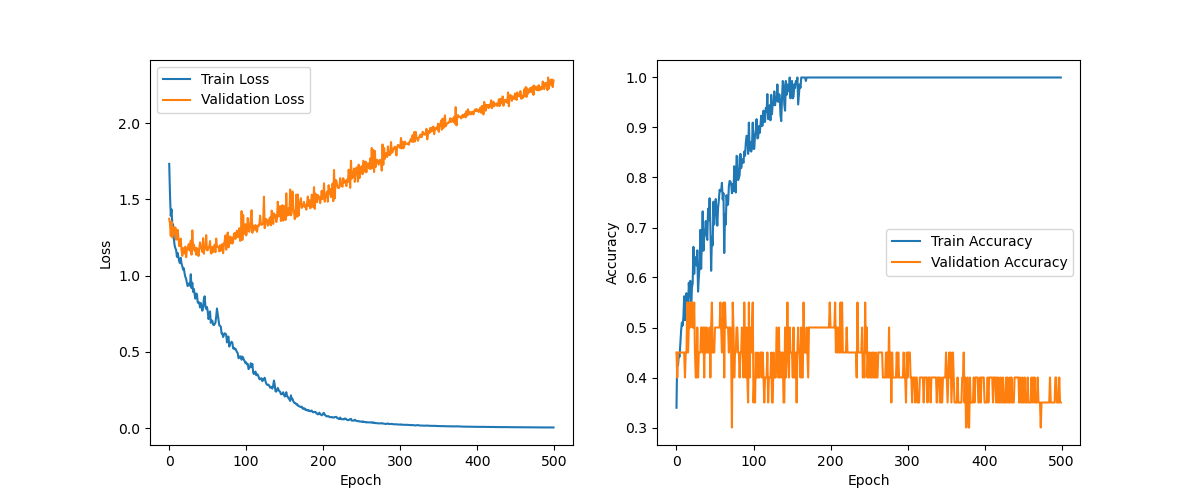 Train Loss
Validation Loss
2.0
1.5
1.0
0.5
0.0
Loss
0 100 200 300 400 500
Epoch
1.0
0.9
0.8
0.7
0.6
0.5
0.4
0.3
Accuracy
Train Accuracy
Validation Accuracy
0 100 200 300 400 500
Epoch